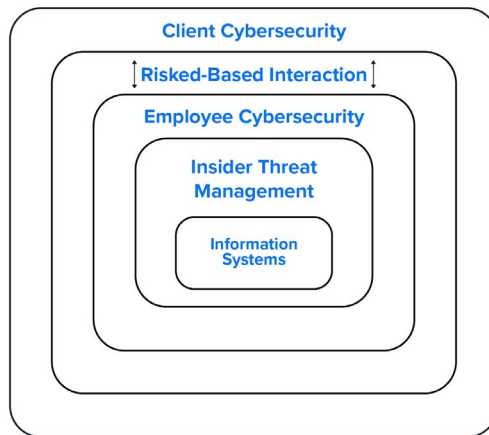 Client Cybersecurity
Risked-Based Interaction
Employee Cybersecurity
Insider Threat
Management
Information
Systems